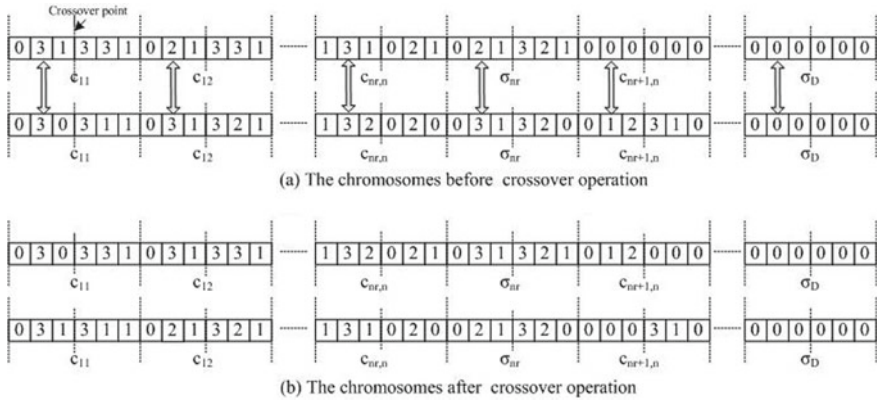 Crossover point
0 3 1 3 3 1 0 2 1 3 3 1 ...... 1 3 1 0 2 1 0 2 1 3 2 1 0 0 0 0 0 0 ...... 0 0 0 0 0 0
c11 c12 cnr,n σnr cnr+1,n σD
0 3 0 3 1 1 0 3 1 3 2 1 ...... 1 3 2 0 2 0 0 3 1 3 2 0 0 1 2 3 1 0 ...... 0 0 0 0 0 0
c11 c12 cnr,n σnr cnr+1,n σD
(a) The chromosomes before crossover operation
0 3 0 3 3 1 0 3 1 3 3 1 ...... 1 3 2 0 2 1 0 3 1 3 2 1 0 1 2 0 0 0 ...... 0 0 0 0 0 0
c11 c12 cnr,n σnr cnr+1,n σD
0 3 1 3 1 1 0 2 1 3 2 1 ...... 1 3 1 0 2 0 0 2 1 3 2 0 0 0 0 3 1 0 ...... 0 0 0 0 0 0
c11 c12 cnr,n σnr cnr+1,n σD
(b) The chromosomes after crossover operation